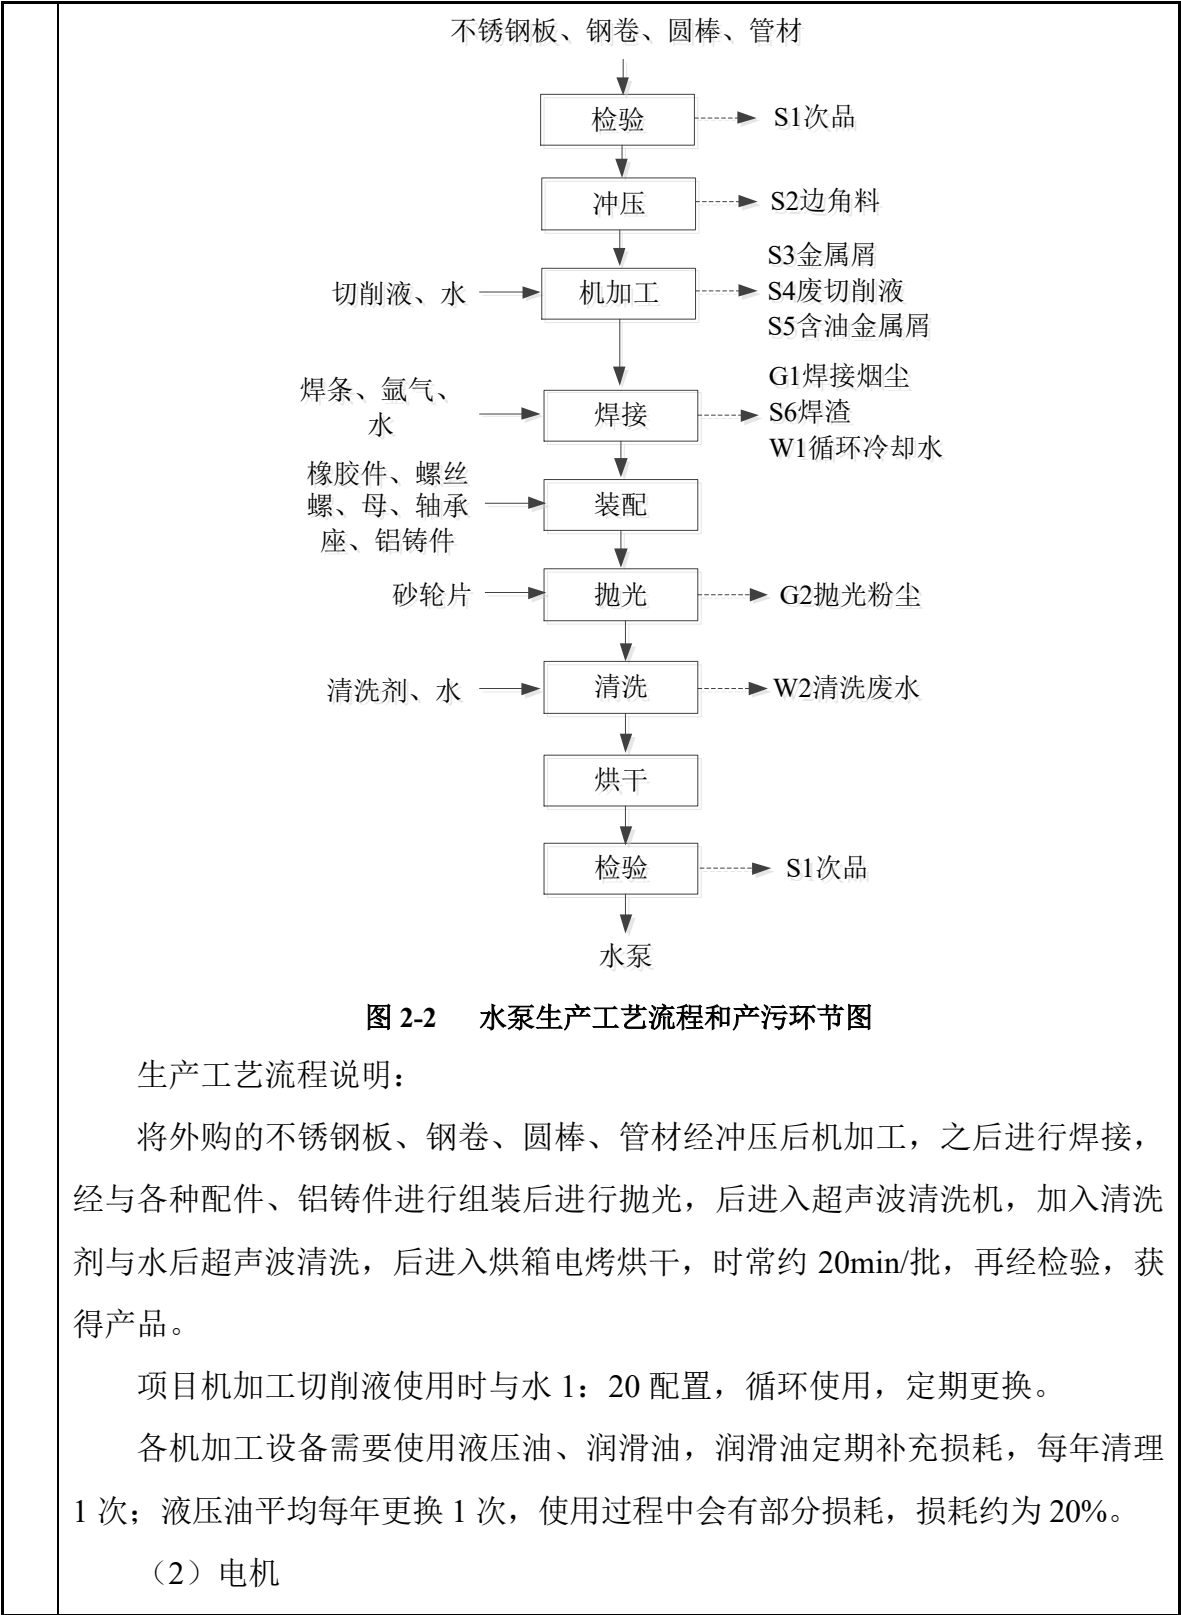 不锈钢板、钢卷、圆棒、管材
检验
S1次品
冲压
S2边角料
切削液、水
机加工
S3金属屑
S4废切削液
S5含油金属屑
焊条、氩气、
水
焊接
G1焊接烟尘
S6焊渣
W1循环冷却水
橡胶件、螺丝
螺、母、轴承
座、铝铸件
装配
砂轮片
抛光
G2抛光粉尘
清洗剂、水
清洗
W2清洗废水
烘干
检验
S1次品
水泵
图 2-2 水泵生产工艺流程和产污环节图
生产工艺流程说明：
将外购的不锈钢板、钢卷、圆棒、管材经冲压后机加工，之后进行焊接，
经与各种配件、铝铸件进行组装后进行抛光，后进入超声波清洗机，加入清洗
剂与水后超声波清洗，后进入烘箱电烤烘干，时常约 20min/批，再经检验，获
得产品。
项目机加工切削液使用时与水 1：20 配置，循环使用，定期更换。
各机加工设备需要使用液压油、润滑油，润滑油定期补充损耗，每年清理
1 次；液压油平均每年更换 1 次，使用过程中会有部分损耗，损耗约为 20%。
（2）电机